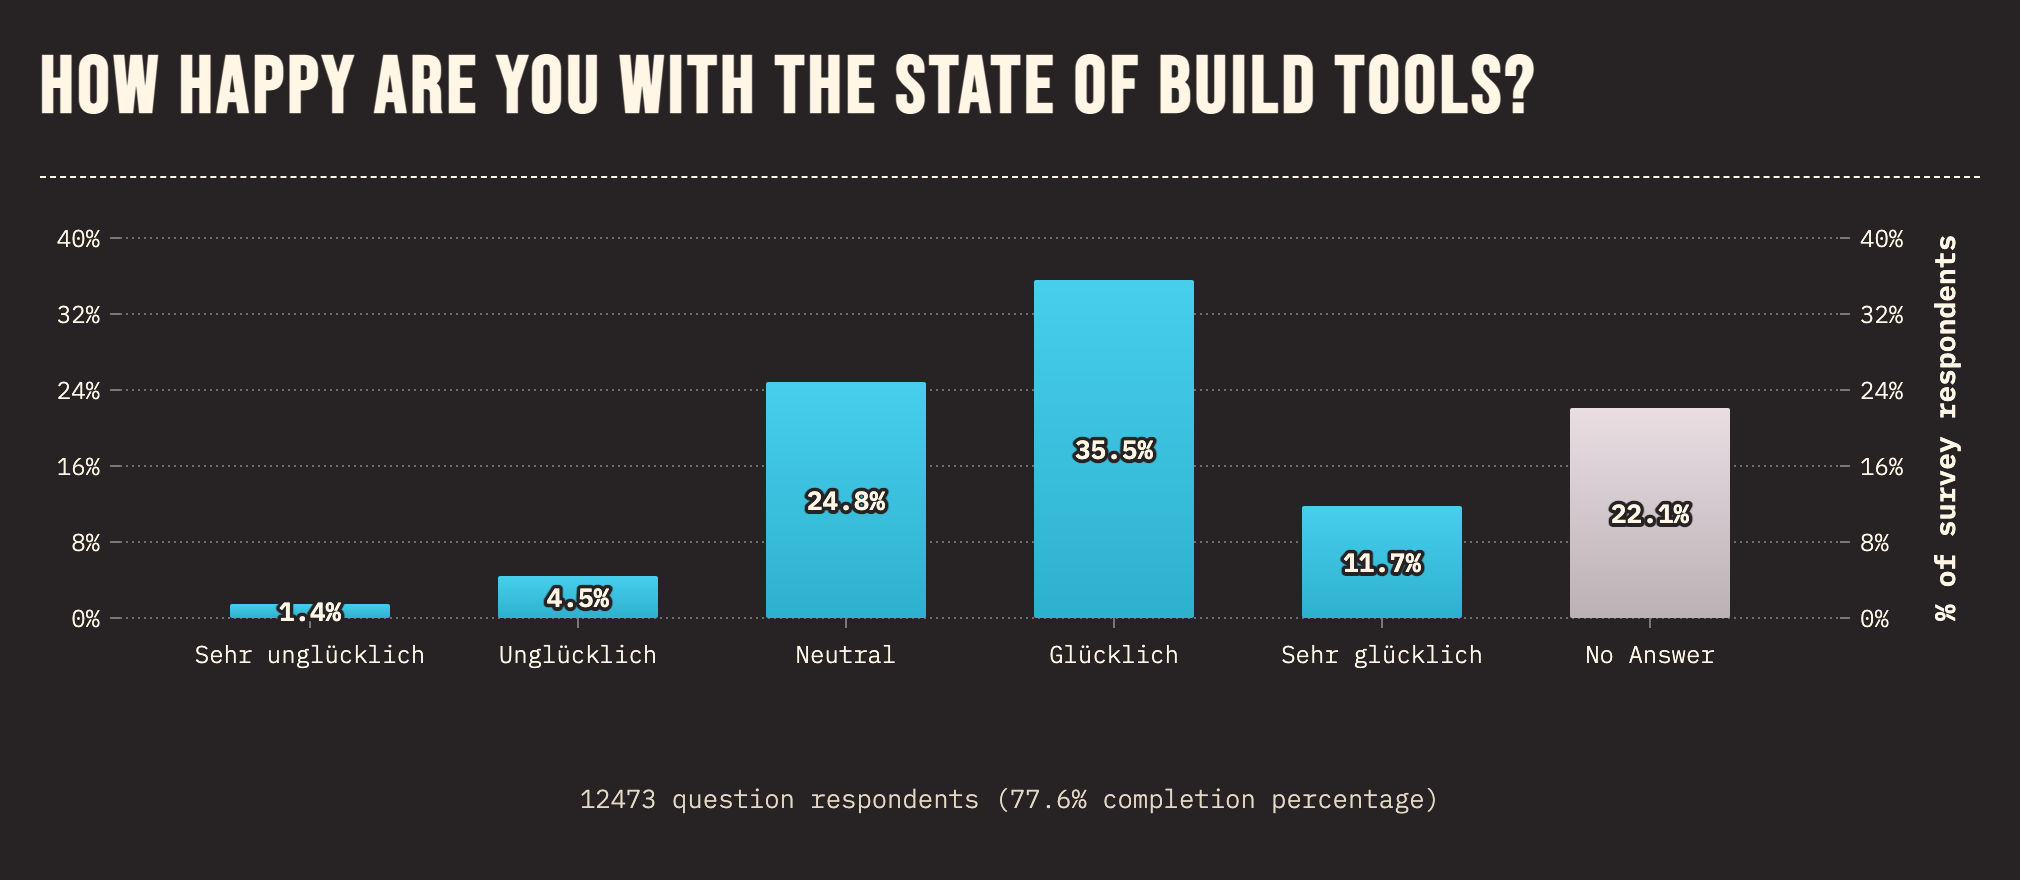 HOW HAPPY ARE YOU WITH THE STATE OF BUILD TOOLS?
40%
32%
24%
16%
8%
0%
40%
32%
24%
16%
8%
0%
% of survey respondents
1.4%
4.5%
24.8%
35.5%
11.7%
22.1%
Sehr unglücklich
Unglücklich
Neutral
Glücklich
Sehr glücklich
No Answer
12473 question respondents (77.6% completion percentage)